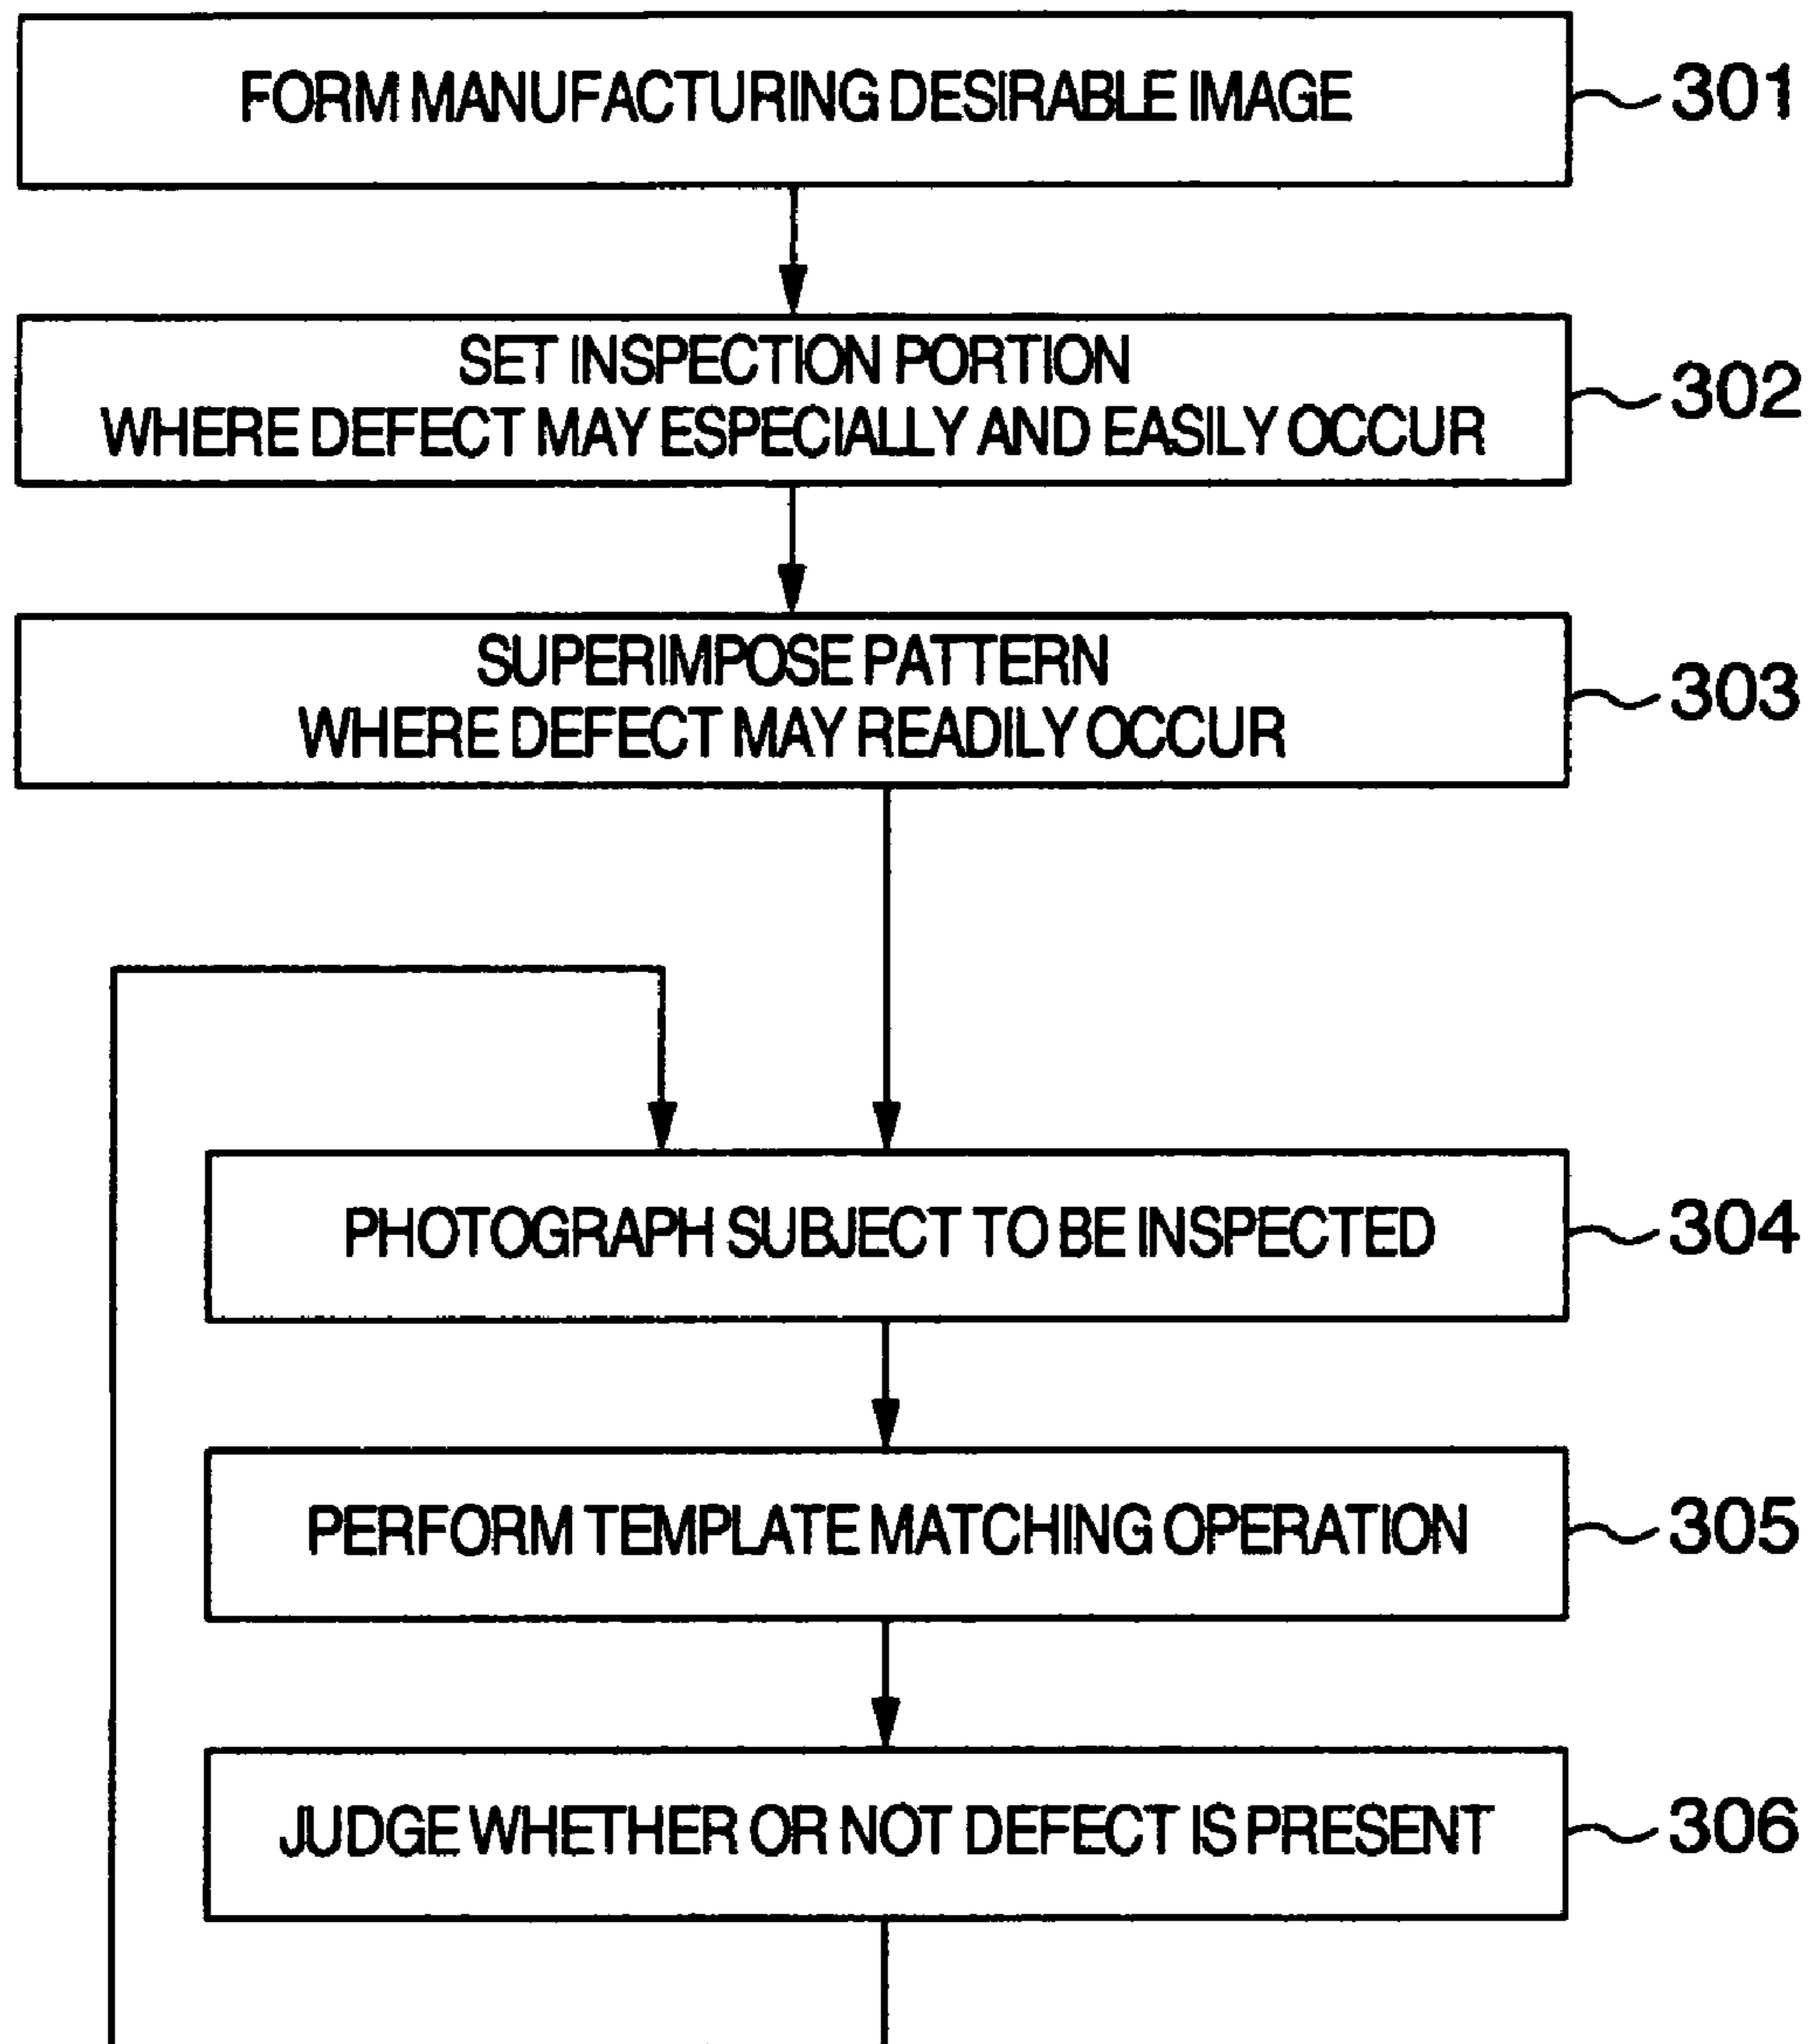 FORM MANUFACTURING DESIRABLE IMAGE
301
SET INSPECTION PORTION
WHERE DEFECT MAY ESPECIALLY AND EASILY OCCUR
302
SUPERIMPOSE PATTERN
WHERE DEFECT MAY READILY OCCUR
303
PHOTOGRAPH SUBJECT TO BE INSPECTED
304
PERFORM TEMPLATE MATCHING OPERATION
305
JUDGE WHETHER OR NOT DEFECT IS PRESENT
306